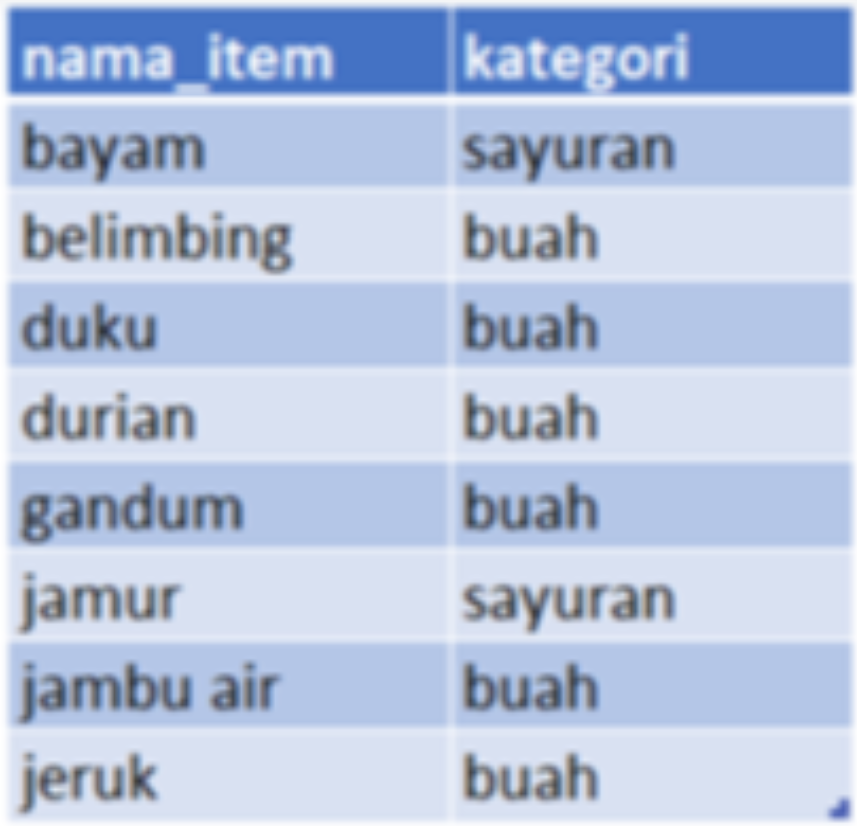 nama_item kategori
bayam sayuran
belimbing buah
duku buah
durian buah
gandum buah
jamur sayuran
jambu air buah
jeruk buah